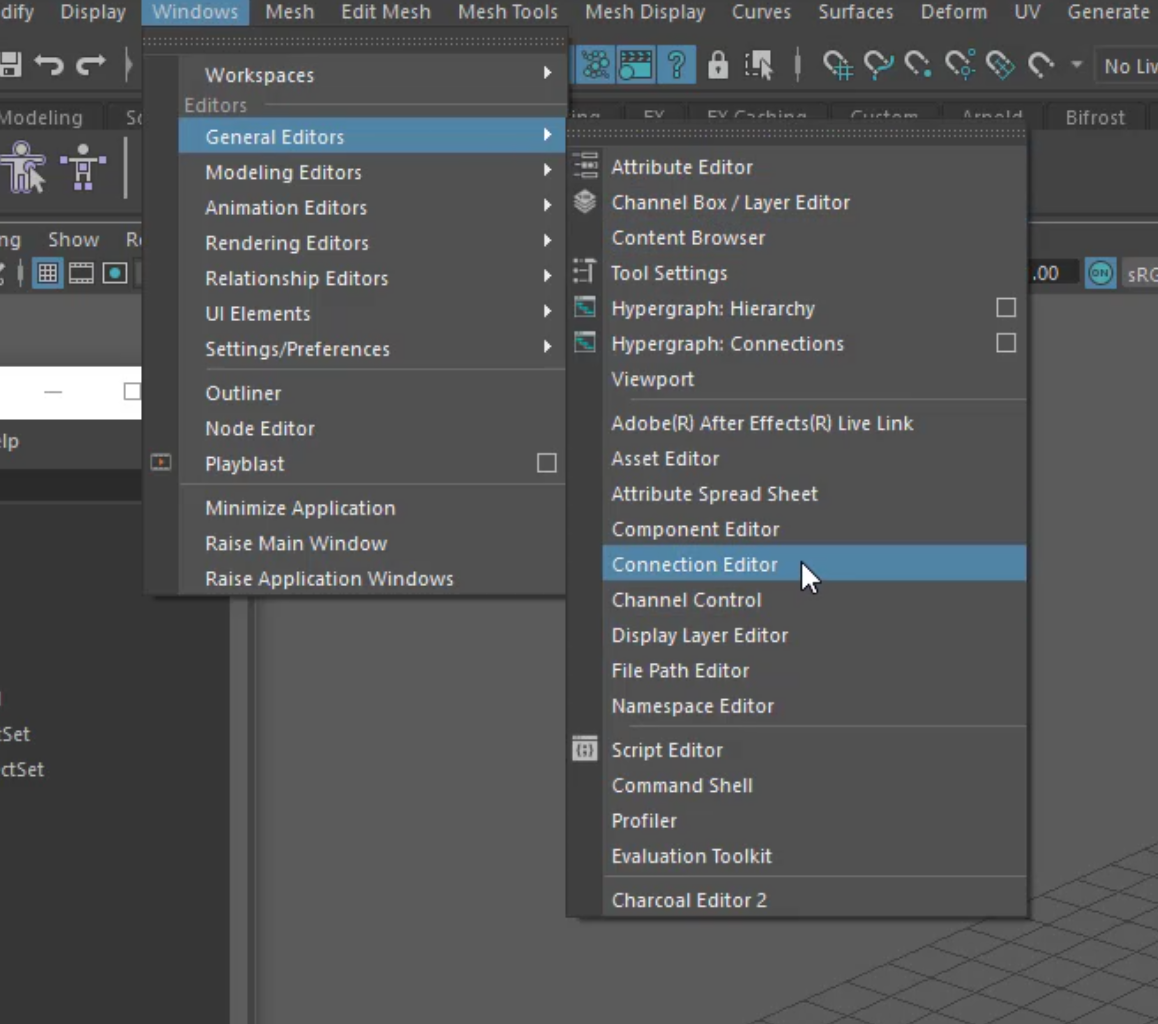 dify Display Windows Mesh Edit Mesh Mesh Tools Mesh Display Curves Surfaces Deform UV Generate
No Liv
Modeling Sc ing FX FX Caching Custom Arnold Bifrost
Workspaces
Editors
General Editors
Modeling Editors
Animation Editors
Rendering Editors
Relationship Editors
UI Elements
Settings/Preferences
Outliner
Node Editor
Playblast
Minimize Application
Raise Main Window
Raise Application Windows
Attribute Editor
Channel Box / Layer Editor
Content Browser
Tool Settings
Hypergraph: Hierarchy
Hypergraph: Connections
Viewport
Adobe(R) After Effects(R) Live Link
Asset Editor
Attribute Spread Sheet
Component Editor
Connection Editor
Channel Control
Display Layer Editor
File Path Editor
Namespace Editor
Script Editor
Command Shell
Profiler
Evaluation Toolkit
Charcoal Editor 2
ng Show Re
.00 ON sRG
elp
tSet
ctSet